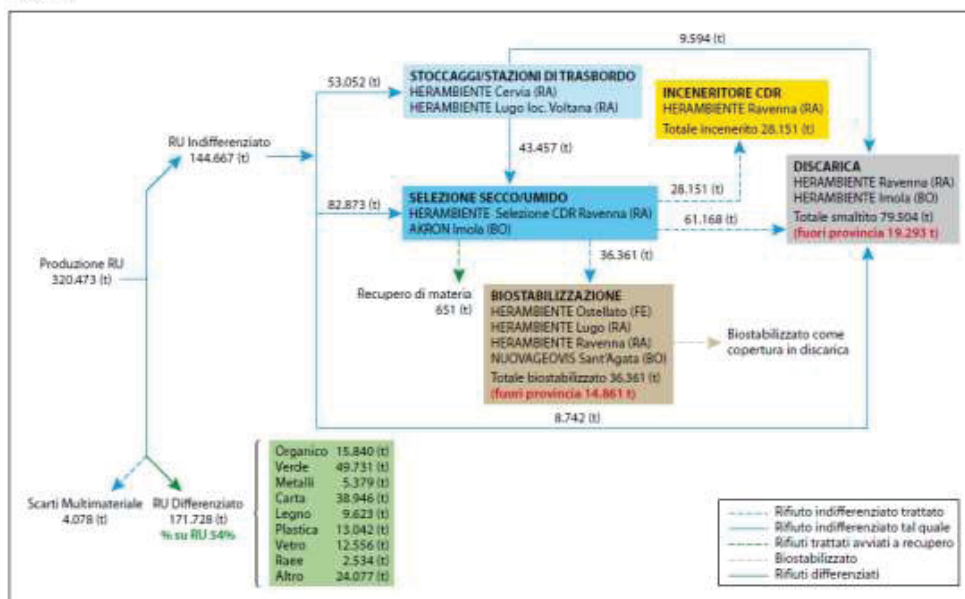 9.594 (t)
53.052 (t)
STOCCAGGI/STAZIONI DI TRASBORDO
HERAMBIENTE Cervia (RA)
HERAMBIENTE Lugo loc. Voltana (RA)
INCENERITORE CDR
HERAMBIENTE Ravenna (RA)
Totale incenerito 28.151 (t)
RU Indifferenziato
144.667 (t)
43.457 (t)
DISCARICA
HERAMBIENTE Ravenna (RA)
HERAMBIENTE Imola (BO)
Totale smaltito 79.504 (t)
(fuori provincia 19.293 t)
82.873 (t)
SELEZIONE SECCO/UMIDO
HERAMBIENTE Selezione CDR Ravenna (RA)
AKRON Imola (BO)
28.151 (t)
61.168 (t)
36.361 (t)
Produzione RU
320.473 (t)
Recupero di materia
651 (t)
BIOSTABILIZZAZIONE
HERAMBIENTE Ostellato (FE)
HERAMBIENTE Lugo (RA)
HERAMBIENTE Ravenna (RA)
NUOVAGEOVIS Sant'Agata (BO)
Totale biostabilizzato 36.361 (t)
(fuori provincia 14.861 t)
Biostabilizzato come
copertura in discarica
8.742 (t)
Scarti Multimateriale
4.078 (t)
RU Differenziato
171.728 (t)
% su RU 54%
Organico 15.840 (t)
Verde 49.731 (t)
Metalli 5.379 (t)
Carta 38.946 (t)
Legno 9.623 (t)
Plastica 13.042 (t)
Vetro 12.556 (t)
Raee 2.534 (t)
Altro 24.077 (t)
Rifiuto indifferenziato trattato
Rifiuto indifferenziato tal quale
Rifiuti trattati avviati a recupero
Biostabilizzato
Rifiuti differenziati